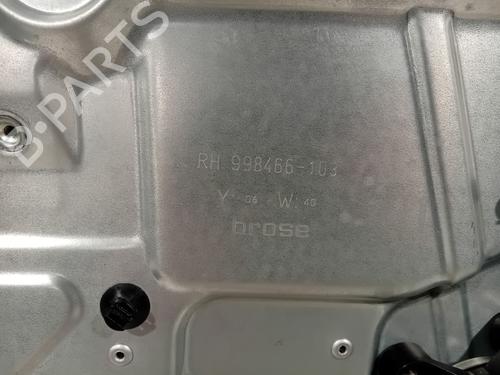 B-PARTS
RH 998466-103
Y: 06 - W: 40
brose